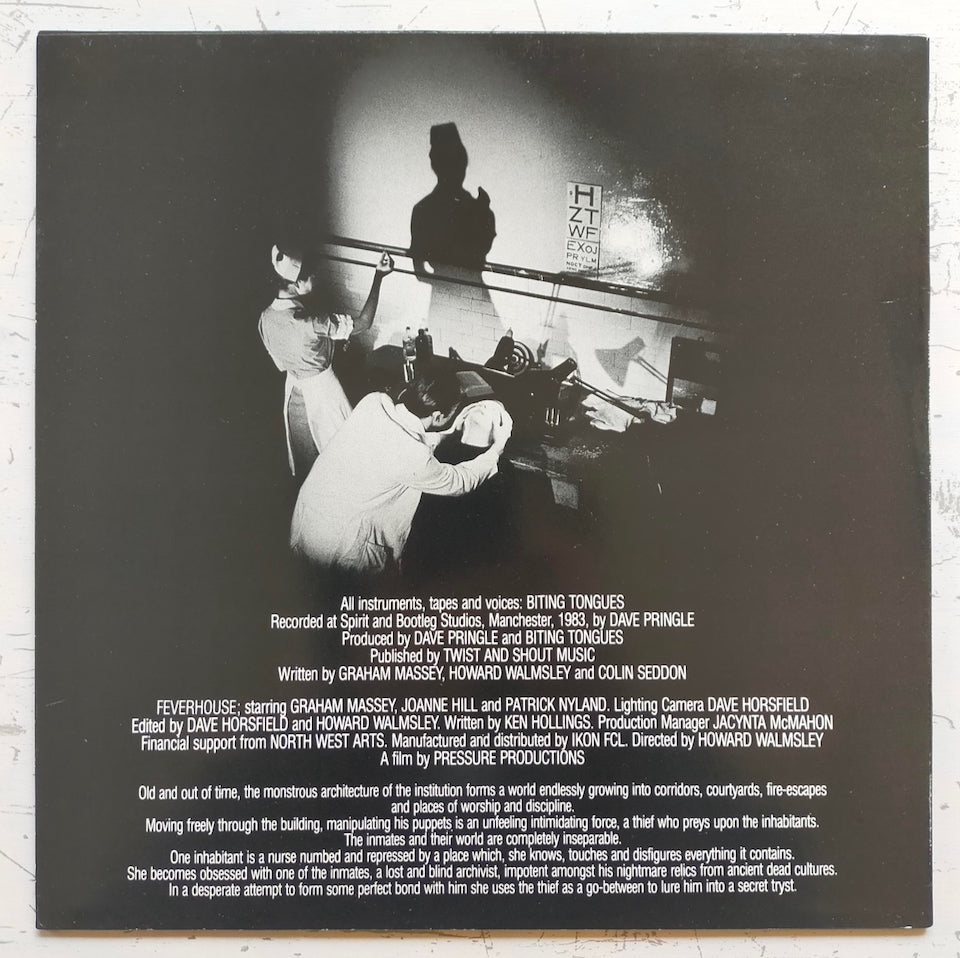 H
ZT
WF
EXOJ
PRYLM
All instruments, tapes and voices: BITING TONGUES
Recorded at Spirit and Bootleg Studios, Manchester, 1983, by DAVE PRINGLE
Produced by DAVE PRINGLE and BITING TONGUES
Published by TWIST AND SHOUT MUSIC
Written by GRAHAM MASSEY, HOWARD WALMSLEY and COLIN SEDDON
FEVERHOUSE; starring GRAHAM MASSEY, JOANNE HILL and PATRICK NYLAND. Lighting Camera DAVE HORSFIELD
Edited by DAVE HORSFIELD and HOWARD WALMSLEY. Written by KEN HOLLINGS. Production Manager JACYNTA McMAHON
Financial support from NORTH WEST ARTS. Manufactured and distributed by IKON FCL. Directed by HOWARD WALMSLEY
A film by PRESSURE PRODUCTIONS
Old and out of time, the monstrous architecture of the institution forms a world endlessly growing into corridors, courtyards, fire-escapes
and places of worship and discipline.
Moving freely through the building, manipulating his puppets is an unfeeling intimidating force, a thief who preys upon the inhabitants.
The inmates and their world are completely inseparable.
One inhabitant is a nurse numbed and repressed by a place which, she knows, touches and disfigures everything it contains.
She becomes obsessed with one of the inmates, a lost and blind archivist, impotent amongst his nightmare relics from ancient dead cultures.
In a desperate attempt to form some perfect bond with him she uses the thief as a go-between to lure him into a secret tryst.